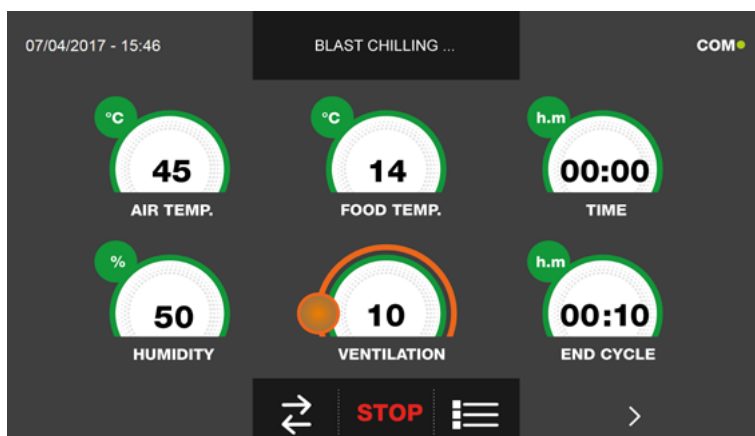 07/04/2017 - 15:46
BLAST CHILLING ...
COM
°C
45
AIR TEMP.
°C
14
FOOD TEMP.
h.m
00:00
TIME
%
50
HUMIDITY
10
VENTILATION
h.m
00:10
END CYCLE
STOP